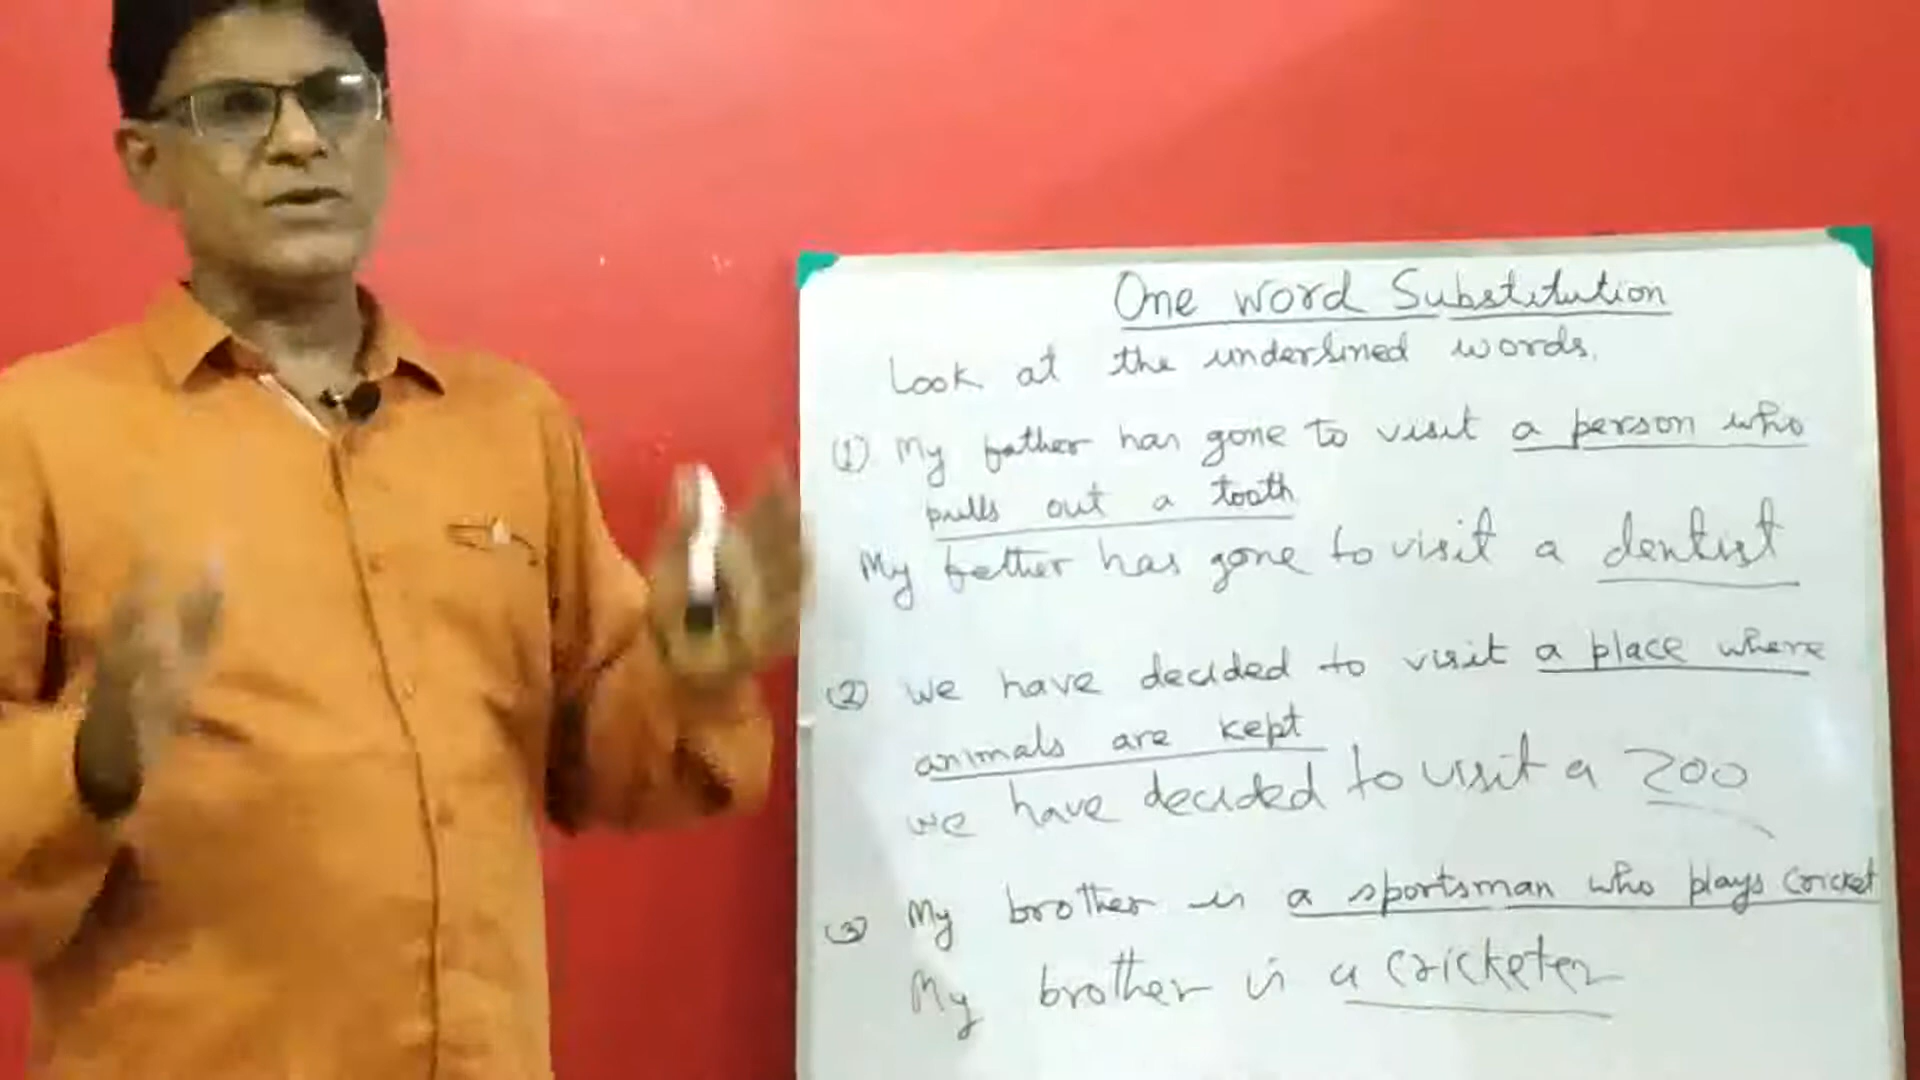 One word Substitution
Look at the underlined words.
(1) My father has gone to visit a person who
pulls out a tooth
My father has gone to visit a dentist
(2) We have decided to visit a place where
animals are kept
We have decided to visit a zoo
(3) My brother is a sportsman who plays cricket
My brother is a cricketer